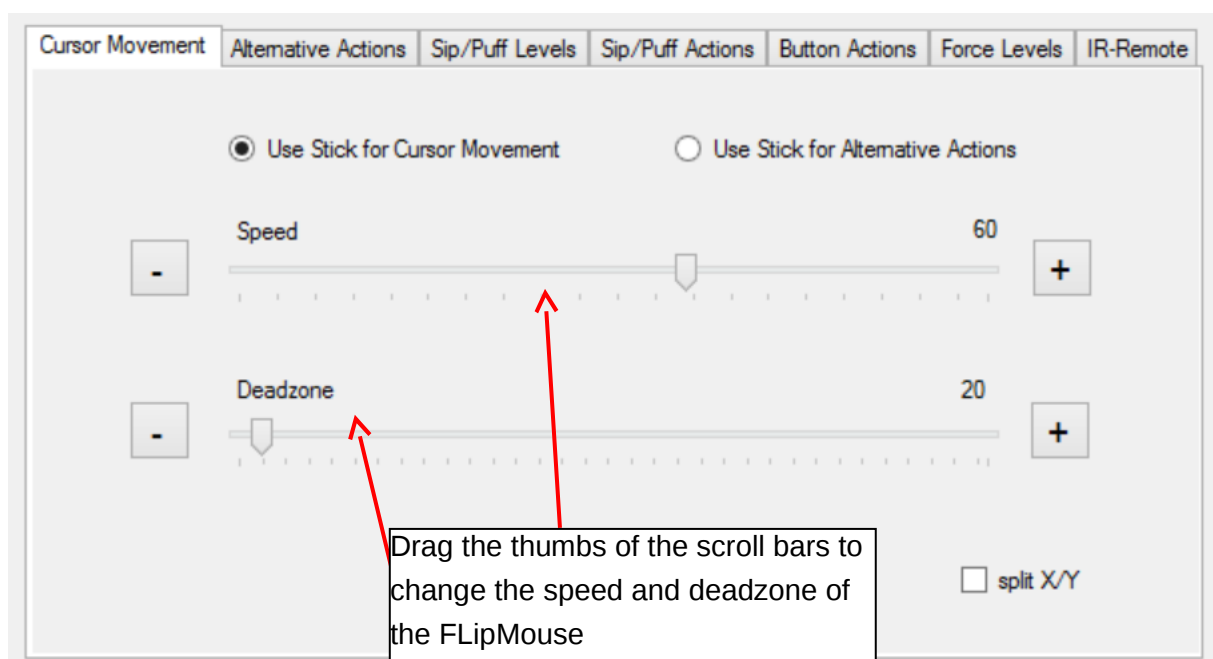 Cursor Movement Alternative Actions Sip/Puff Levels Sip/Puff Actions Button Actions Force Levels IR-Remote
Use Stick for Cursor Movement Use Stick for Alternative Actions
Speed 60
- +
Deadzone 20
- +
Drag the thumbs of the scroll bars to
change the speed and deadzone of
the FLipMouse
split X/Y